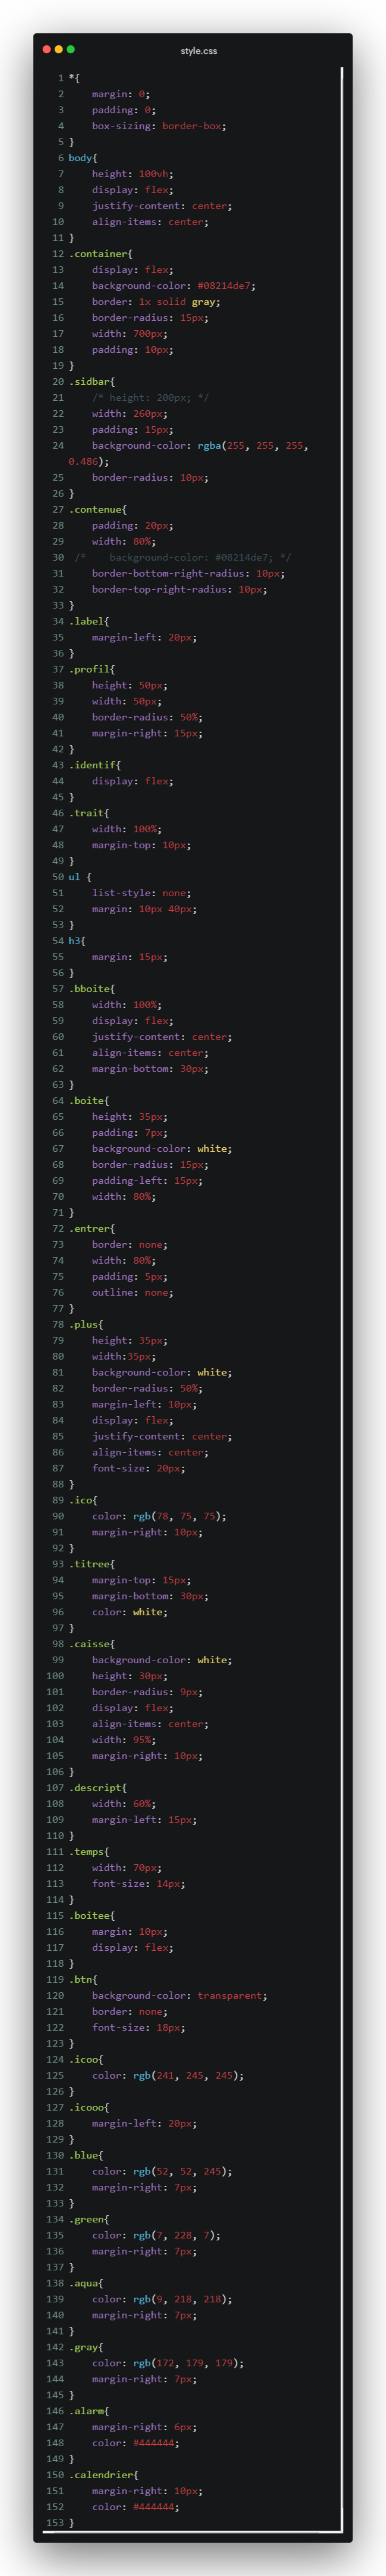 style.css
1 *{
2 margin: 0;
3 padding: 0;
4 box-sizing: border-box;
5 }
6 body{
7 height: 100vh;
8 display: flex;
9 justify-content: center;
10 align-items: center;
11 }
12 .container{
13 display: flex;
14 background-color: #08214de7;
15 border: 1x solid gray;
16 border-radius: 15px;
17 width: 700px;
18 padding: 10px;
19 }
20 .sidbar{
21 /* height: 200px; */
22 width: 260px;
23 padding: 15px;
24 background-color: rgba(255, 255, 255,
0.486);
25 border-radius: 10px;
26 }
27 .contenue{
28 padding: 20px;
29 width: 80%;
30 /* background-color: #08214de7; */
31 border-bottom-right-radius: 10px;
32 border-top-right-radius: 10px;
33 }
34 .label{
35 margin-left: 20px;
36 }
37 .profil{
38 height: 50px;
39 width: 50px;
40 border-radius: 50%;
41 margin-right: 15px;
42 }
43 .identif{
44 display: flex;
45 }
46 .trait{
47 width: 100%;
48 margin-top: 10px;
49 }
50 ul {
51 list-style: none;
52 margin: 10px 40px;
53 }
54 h3{
55 margin: 15px;
56 }
57 .bboite{
58 width: 100%;
59 display: flex;
60 justify-content: center;
61 align-items: center;
62 margin-bottom: 30px;
63 }
64 .boite{
65 height: 35px;
66 padding: 7px;
67 background-color: white;
68 border-radius: 15px;
69 padding-left: 15px;
70 width: 80%;
71 }
72 .entrer{
73 border: none;
74 width: 80%;
75 padding: 5px;
76 outline: none;
77 }
78 .plus{
79 height: 35px;
80 width:35px;
81 background-color: white;
82 border-radius: 50%;
83 margin-left: 10px;
84 display: flex;
85 justify-content: center;
86 align-items: center;
87 font-size: 20px;
88 }
89 .ico{
90 color: rgb(78, 75, 75);
91 margin-right: 10px;
92 }
93 .titree{
94 margin-top: 15px;
95 margin-bottom: 30px;
96 color: white;
97 }
98 .caisse{
99 background-color: white;
100 height: 30px;
101 border-radius: 9px;
102 display: flex;
103 align-items: center;
104 width: 95%;
105 margin-right: 10px;
106 }
107 .descript{
108 width: 60%;
109 margin-left: 15px;
110 }
111 .temps{
112 width: 70px;
113 font-size: 14px;
114 }
115 .boitee{
116 margin: 10px;
117 display: flex;
118 }
119 .btn{
120 background-color: transparent;
121 border: none;
122 font-size: 18px;
123 }
124 .icoo{
125 color: rgb(241, 245, 245);
126 }
127 .icooo{
128 margin-left: 20px;
129 }
130 .blue{
131 color: rgb(52, 52, 245);
132 margin-right: 7px;
133 }
134 .green{
135 color: rgb(7, 228, 7);
136 margin-right: 7px;
137 }
138 .aqua{
139 color: rgb(9, 218, 218);
140 margin-right: 7px;
141 }
142 .gray{
143 color: rgb(172, 179, 179);
144 margin-right: 7px;
145 }
146 .alarm{
147 margin-right: 6px;
148 color: #444444;
149 }
150 .calendrier{
151 margin-right: 10px;
152 color: #444444;
153 }